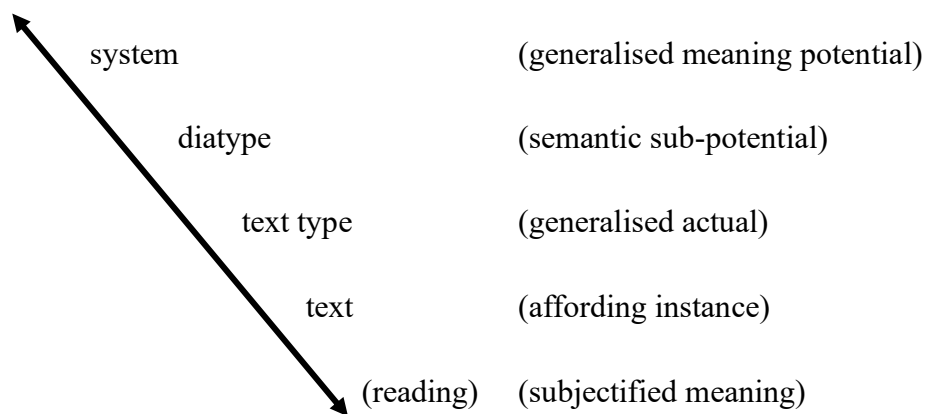 system (generalised meaning potential)
diatype (semantic sub-potential)
text type (generalised actual)
text (affording instance)
(reading) (subjectified meaning)